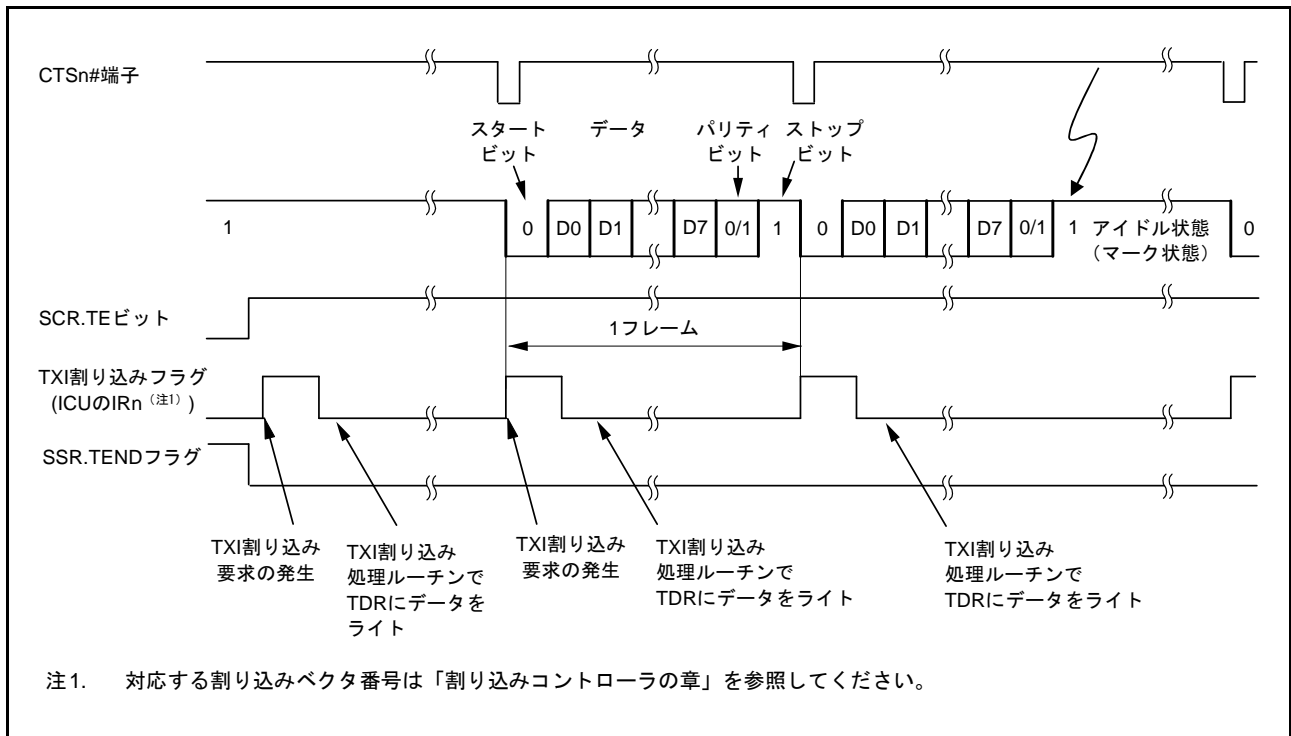 CTSn#端子
スタート
ビット
データ
パリティ
ビット
ストップ
ビット
1
0 D0 D1 D7 0/1 1 0 D0 D1 D7 0/1 1 アイドル状態
(マーク状態)
0
SCR.TEビット
1フレーム
TXI割り込みフラグ
(ICUのIRn(注1))
SSR.TENDフラグ
TXI割り込み
要求の発生
TXI割り込み
処理ルーチンで
TDRにデータを
ライト
TXI割り込み
要求の発生
TXI割り込み
処理ルーチンで
TDRにデータをライト
TXI割り込み
処理ルーチンで
TDRにデータをライト
注1. 対応する割り込みベクタ番号は「割り込みコントローラの章」を参照してください。